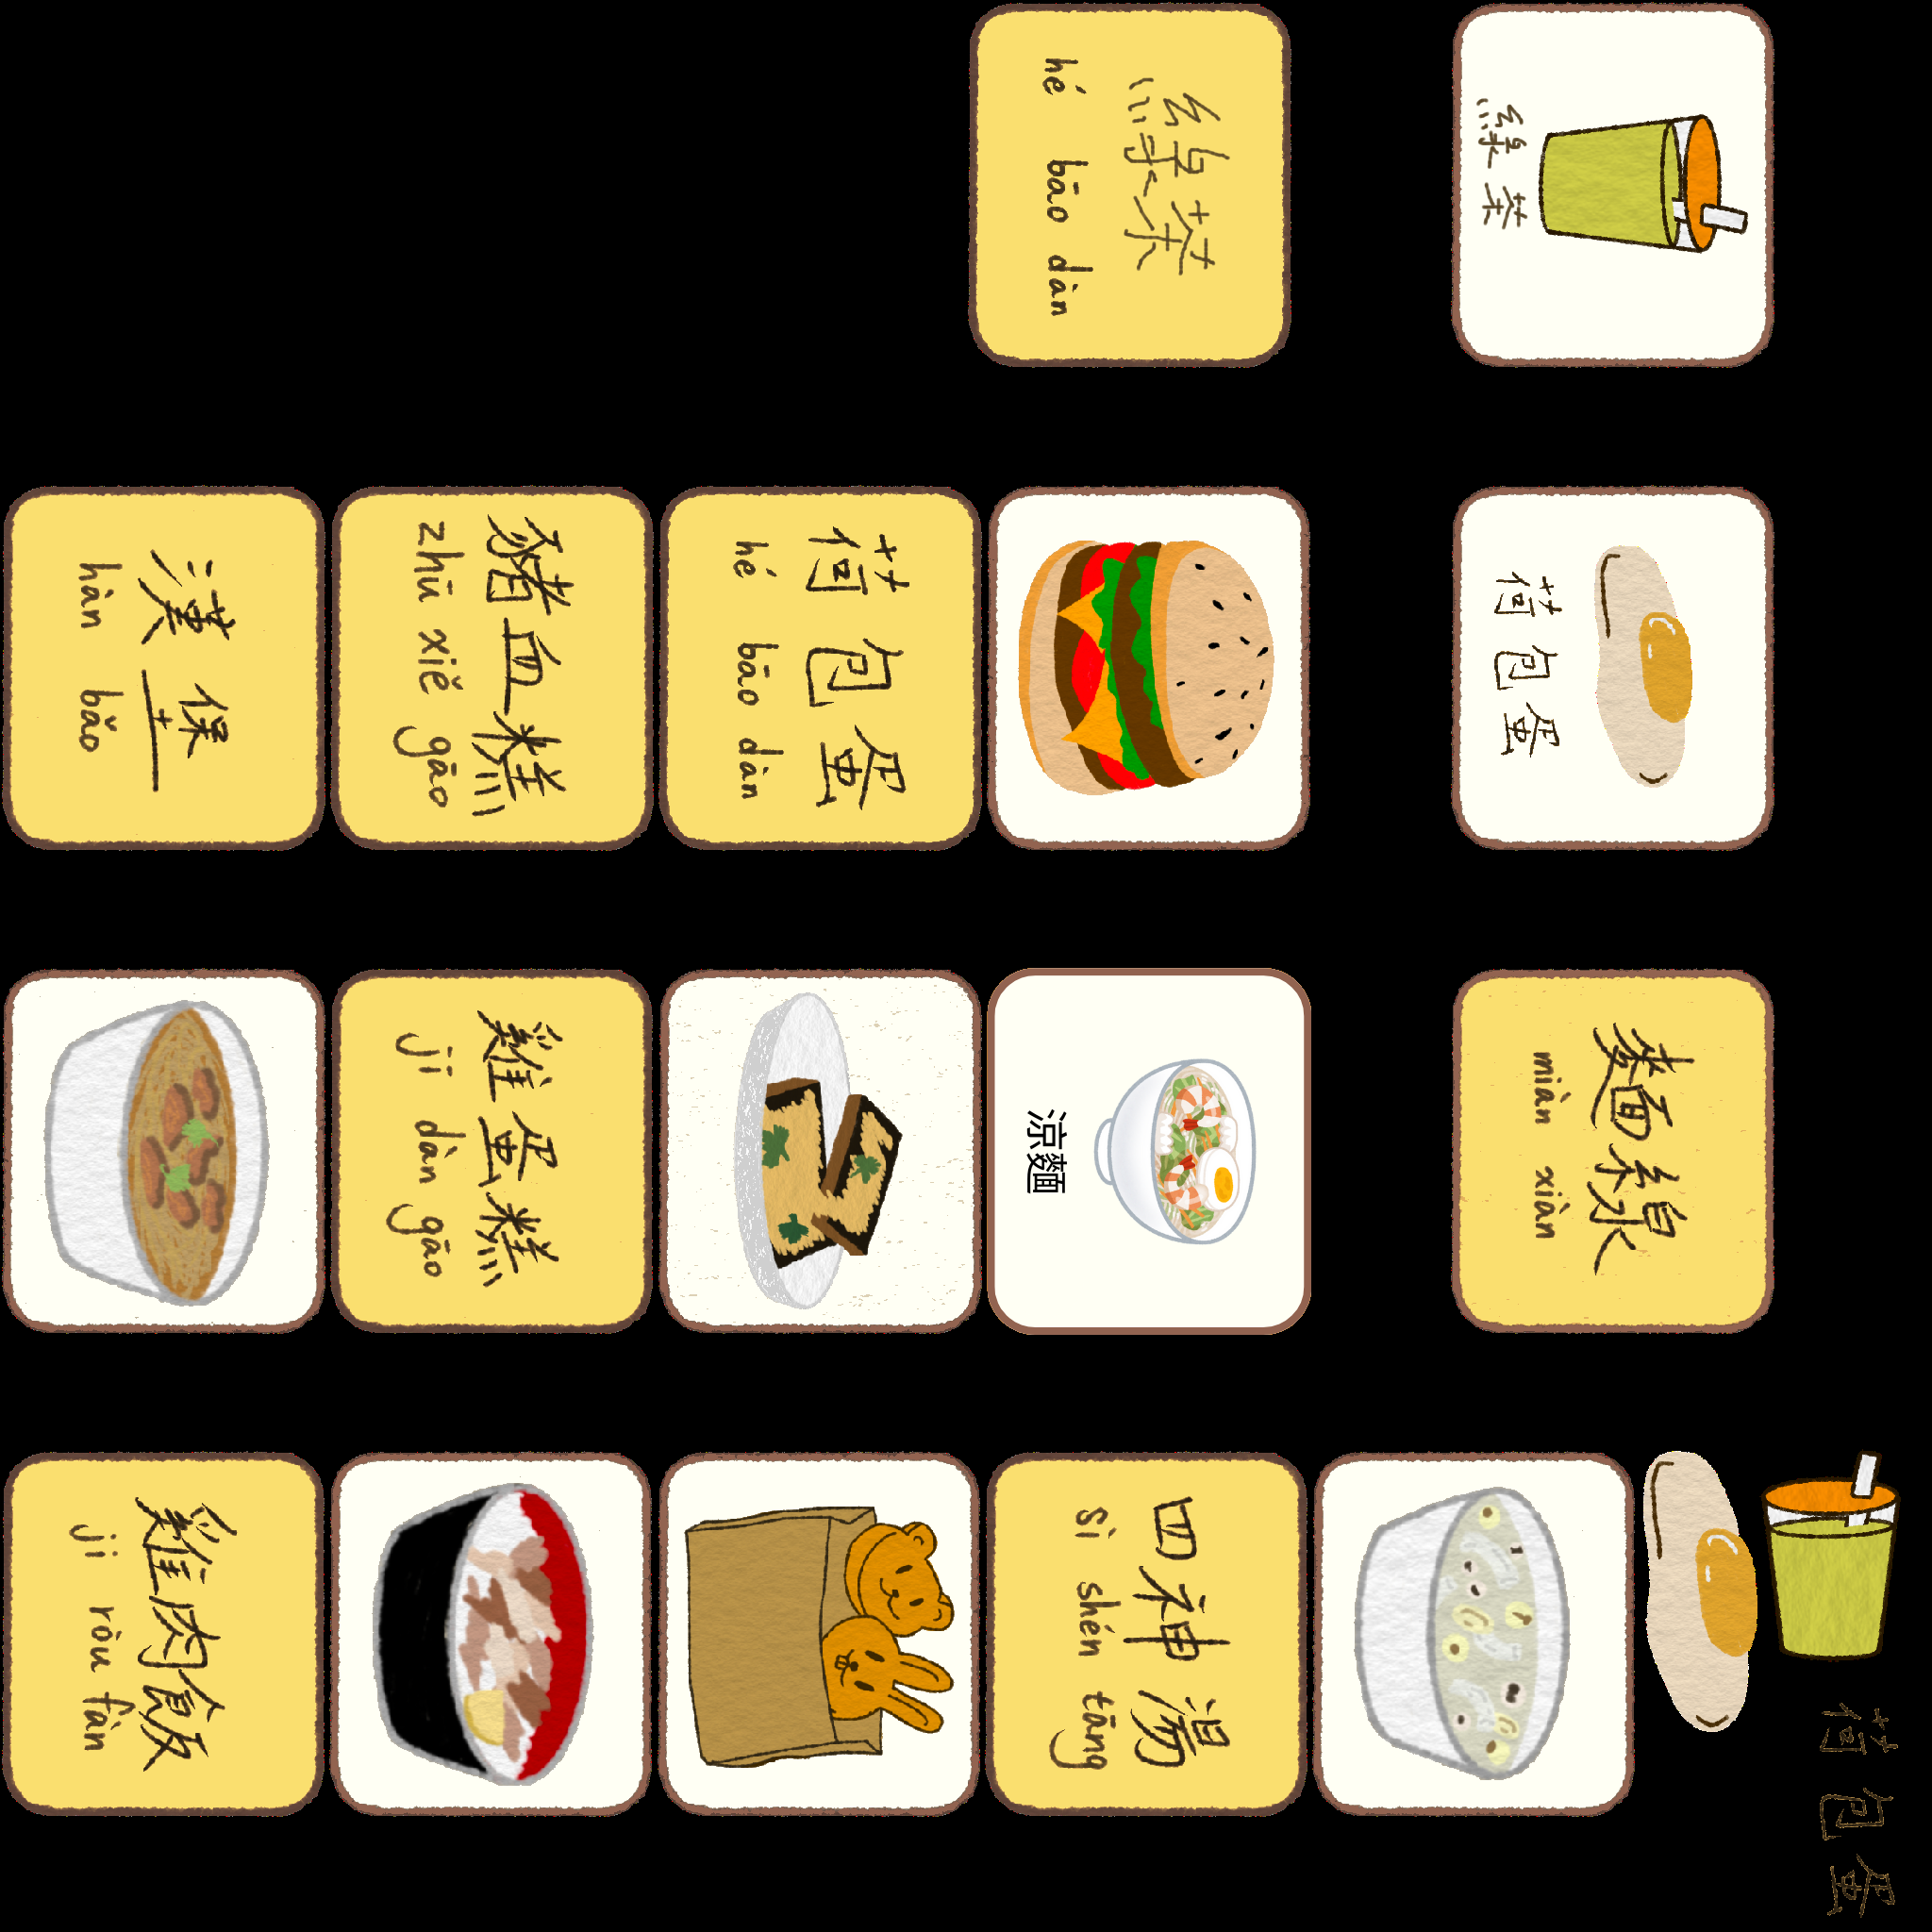 綠茶
hé bāo dàn
綠茶
漢堡
hàn bǎo
豬血糕
zhū xiě gāo
荷包蛋
hé bāo dàn
荷包蛋
雞蛋糕
jī dàn gāo
涼麵
麵線
miàn xiàn
雞肉飯
jī ròu fàn
四神湯
sì shén tāng
荷包蛋